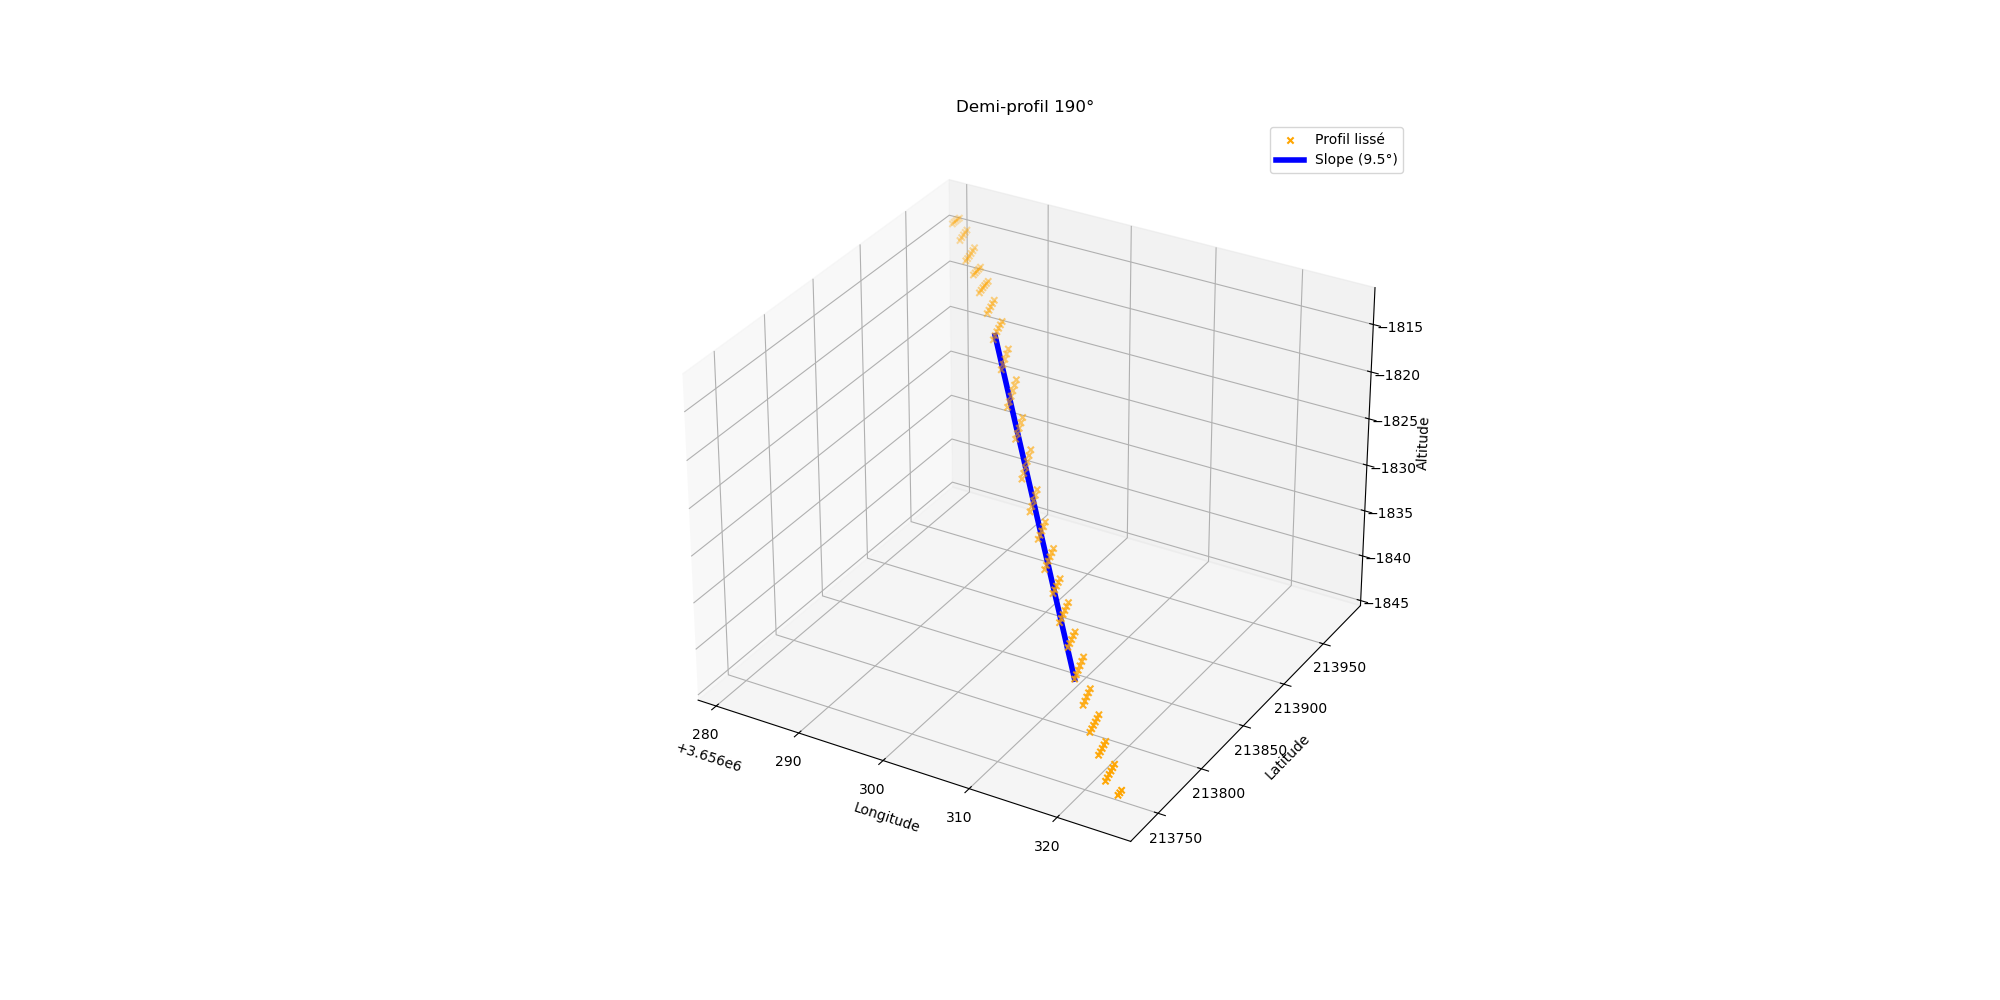 Demi-profil 190°
Profil lissé
Slope (9.5°)
−1815
−1820
−1825
−1830
−1835
−1840
−1845
Altitude
213950
213900
213850
213800
213750
Latitude
280
290
300
310
320
+3.656e6
Longitude